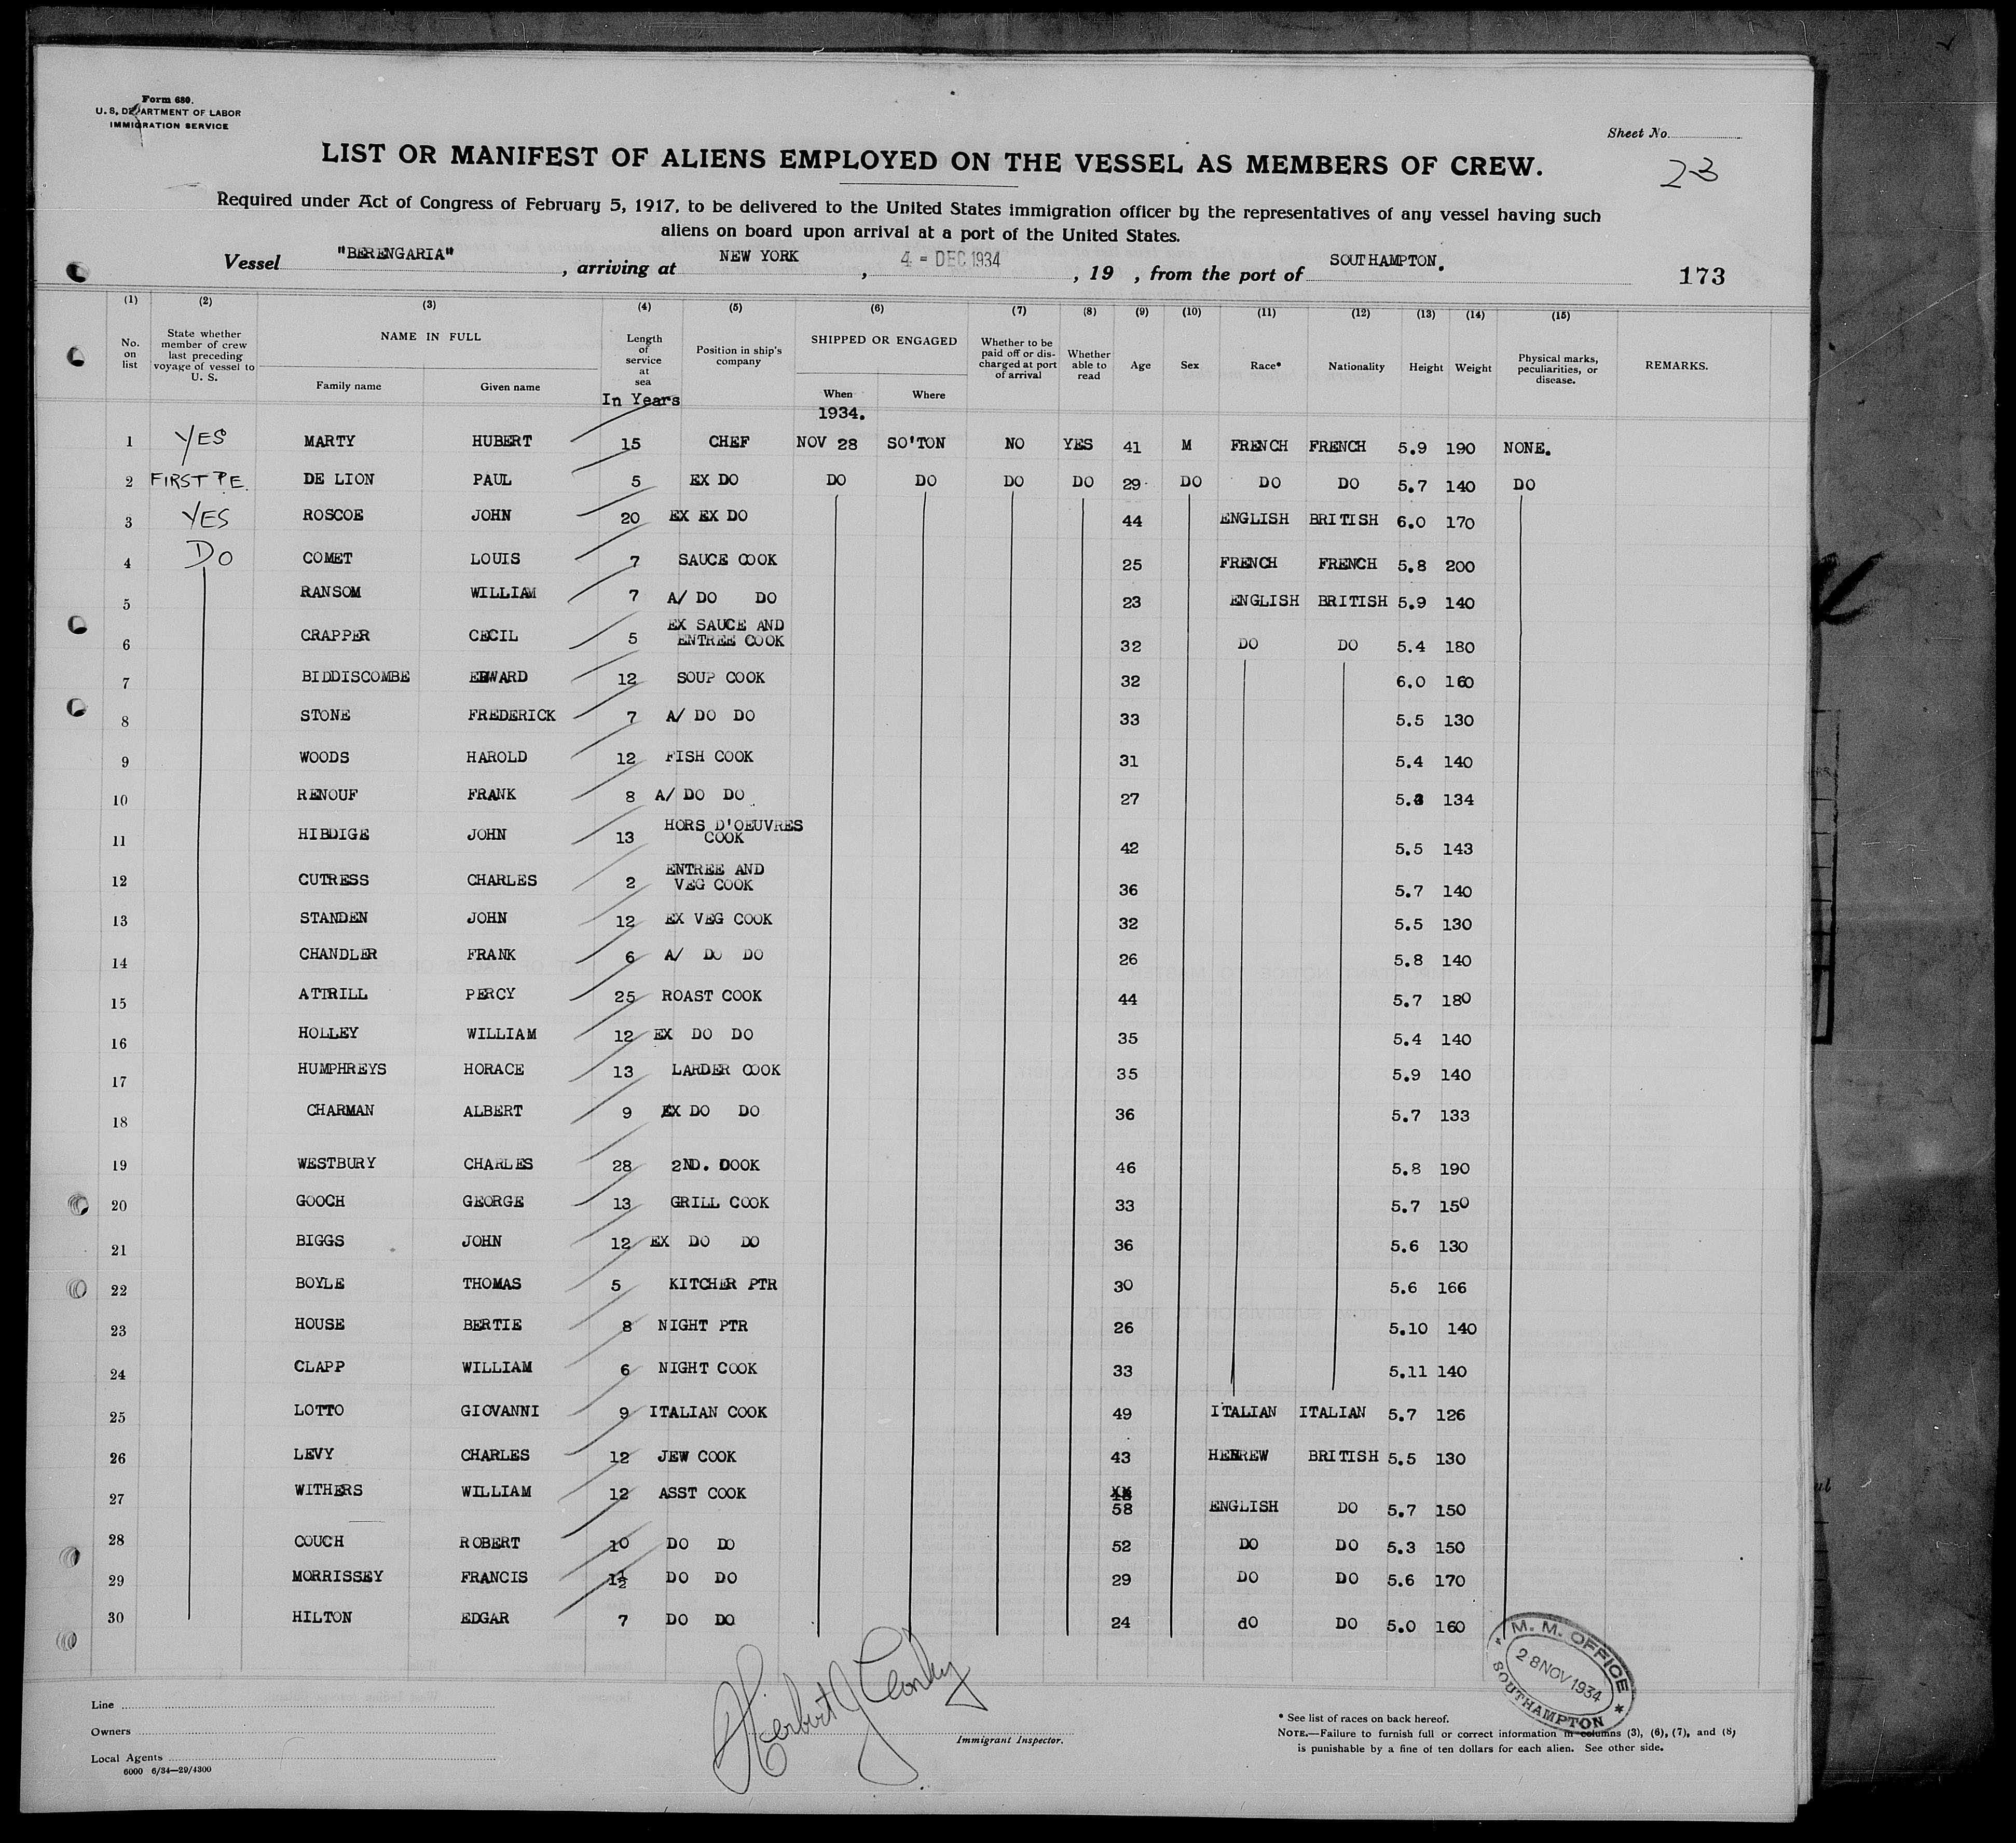 Form 680.
U. S. DEPARTMENT OF LABOR
IMMIGRATION SERVICE
Sheet No.
23
LIST OR MANIFEST OF ALIENS EMPLOYED ON THE VESSEL AS MEMBERS OF CREW.
Required under Act of Congress of February 5, 1917, to be delivered to the United States immigration officer by the representatives of any vessel having such
aliens on board upon arrival at a port of the United States.
Vessel "BERENGARIA", arriving at NEW YORK, 4 - DEC 1934, 19 , from the port of SOUTHAMPTON. 173
(1) (2) (3) (4) (5) (6) (7) (8) (9) (10) (11) (12) (13) (14) (15)
No. on list State whether member of crew last preceding voyage of vessel to U. S. NAME IN FULL Family name Given name Length of service at sea In Years Position in ship's company SHIPPED OR ENGAGED When 1934. Where Whether to be paid off or discharged at port of arrival Whether able to read Age Sex Race* Nationality Height Weight Physical marks, peculiarities, or disease. REMARKS.
1 YES MARTY HUBERT 15 CHEF NOV 28 SO'TON NO YES 41 M FRENCH FRENCH 5.9 190 NONE.
2 FIRST PE. DE LION PAUL 5 EX DO DO DO DO DO 29 DO DO DO 5.7 140 DO
3 YES ROSCOE JOHN 20 EX EX DO 44 ENGLISH BRITISH 6.0 170
4 DO COMET LOUIS 7 SAUCE COOK 25 FRENCH FRENCH 5.8 200
5 RANSOM WILLIAM 7 A/ DO DO 23 ENGLISH BRITISH 5.9 140
6 CRAPPER CECIL 5 EX SAUCE AND ENTREE COOK 32 DO DO 5.4 180
7 BIDDISCOMBE EDWARD 12 SOUP COOK 32 6.0 160
8 STONE FREDERICK 7 A/ DO DO 33 5.5 130
9 WOODS HAROLD 12 FISH COOK 31 5.4 140
10 RENOUF FRANK 8 A/ DO DO 27 134
11 HIBDIGE JOHN 13 HORS D'OEUVRES COOK 42 5.5 143
12 CUTRESS CHARLES 2 ENTREE AND VEG COOK 36 5.7 140
13 STANDEN JOHN 12 EX VEG COOK 32 5.5 130
14 CHANDLER FRANK 6 A/ DO DO 26 5.8 140
15 ATTRILL PERCY 25 ROAST COOK 44 5.7 180
16 HOLLEY WILLIAM 12 EX DO DO 35 5.4 140
17 HUMPHREYS HORACE 13 LARDER COOK 35 5.9 140
18 CHARMAN ALBERT 9 EX DO DO 36 5.7 133
19 WESTBURY CHARLES 28 2ND. COOK 46 5.8 190
20 GOOCH GEORGE 13 GRILL COOK 33 5.7 150
21 BIGGS JOHN 12 EX DO DO 36 5.6 130
22 BOYLE THOMAS 5 KITCHER PTR 30 5.6 166
23 HOUSE BERTIE 8 NIGHT PTR 26 5.10 140
24 CLAPP WILLIAM 6 NIGHT COOK 33 5.11 140
25 LOTTO GIOVANNI 9 ITALIAN COOK 49 ITALIAN ITALIAN 5.7 126
26 LEVY CHARLES 12 JEW COOK 43 HEBREW BRITISH 5.5 130
27 WITHERS WILLIAM 12 ASST COOK 58 ENGLISH DO 5.7 150
28 COUCH ROBERT 10 DO DO 52 DO DO 5.3 150
29 MORRISSEY FRANCIS 1½ DO DO 29 DO DO 5.6 170
30 HILTON EDGAR 7 DO DO 24 dO DO 5.0 160
M. M. OFFICE
28 NOV 1934
SOUTHAMPTON
Line
Owners
Local Agents
6000 6/34—29/4300
Immigrant Inspector.
* See list of races on back hereof.
NOTE.—Failure to furnish full or correct information in columns (3), (6), (7), and (8)
is punishable by a fine of ten dollars for each alien. See other side.